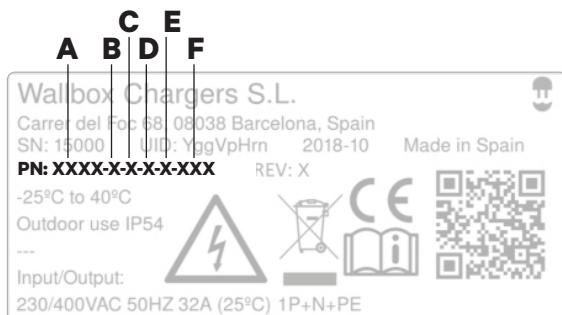 C E
A B D F
Wallbox Chargers S.L.
Carrer del Foc 68, 08038 Barcelona, Spain
SN: 15000 UID: YggVpHrn 2018-10 Made in Spain
PN: XXXX-X-X-X-X-XXX REV: X
-25ºC to 40ºC
Outdoor use IP54
---
Input/Output:
230/400VAC 50HZ 32A (25ºC) 1P+N+PE